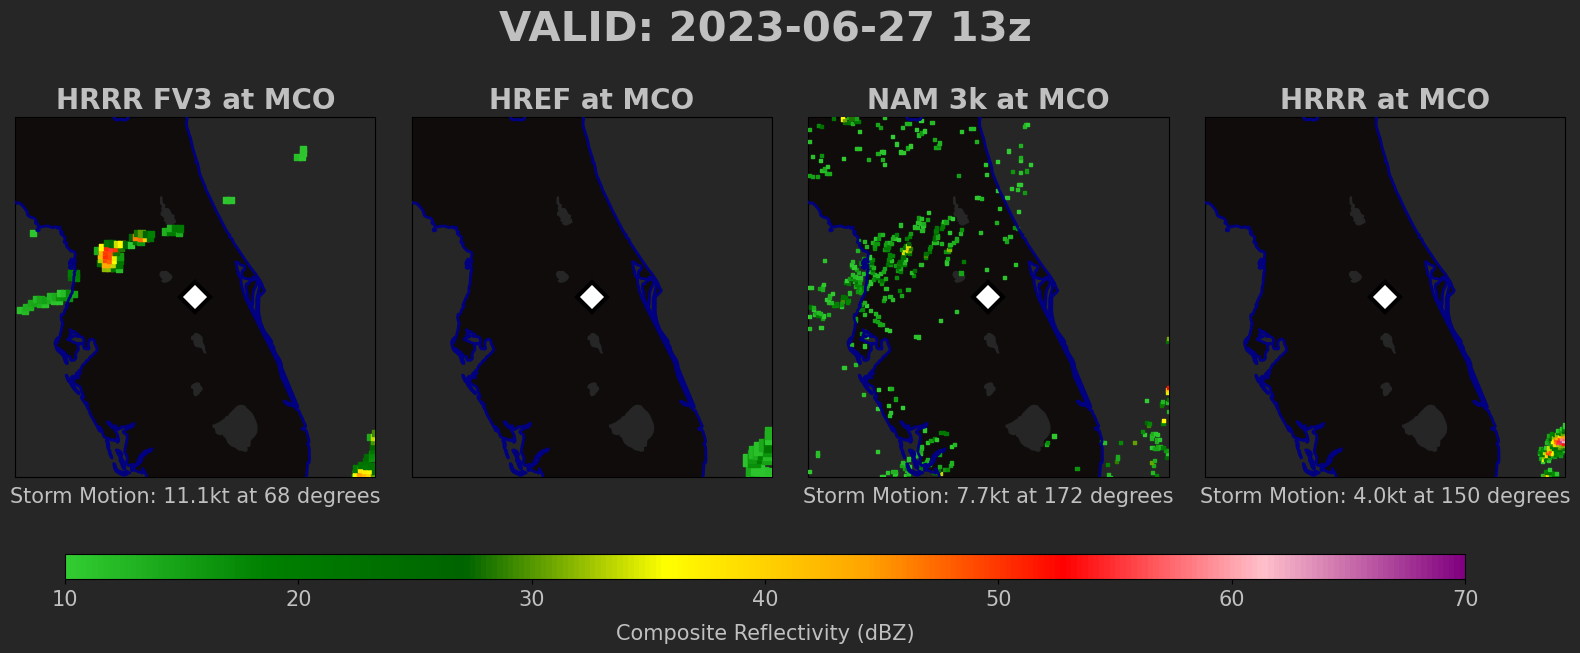 VALID: 2023-06-27 13z
HRRR FV3 at MCO
HREF at MCO
NAM 3k at MCO
HRRR at MCO
Storm Motion: 11.1kt at 68 degrees
Storm Motion: 7.7kt at 172 degrees
Storm Motion: 4.0kt at 150 degrees
10 20 30 40 50 60 70
Composite Reflectivity (dBZ)